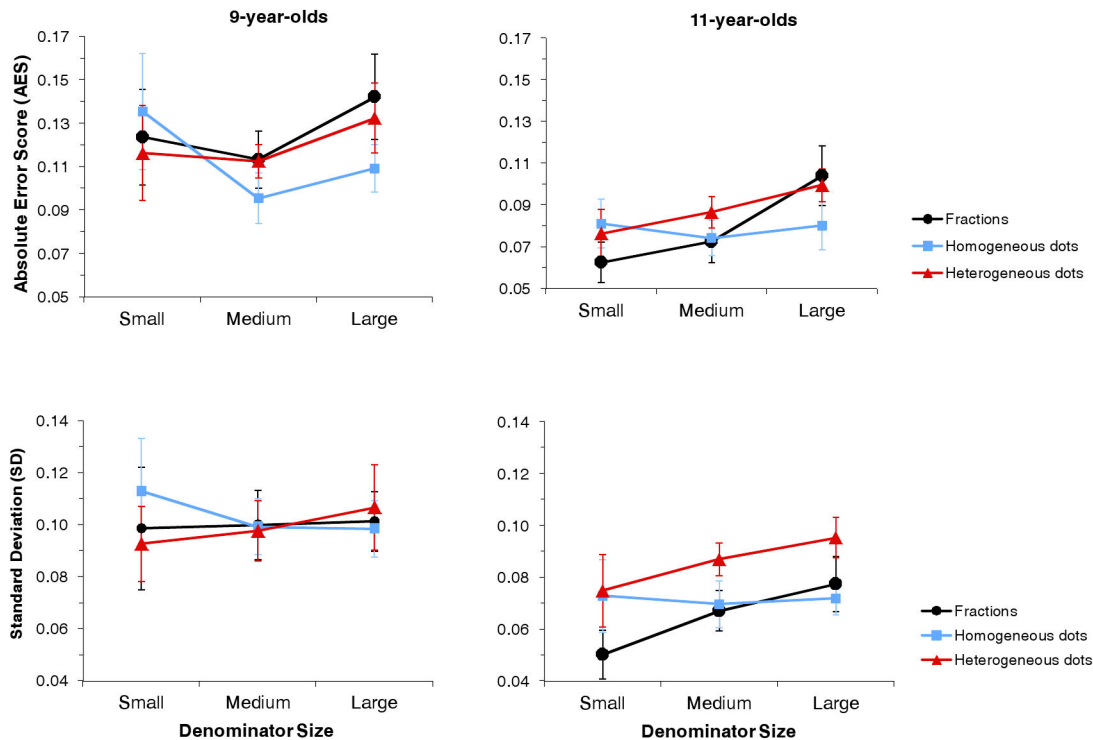 9-year-olds
Absolute Error Score (AES)
0.17
0.15
0.13
0.11
0.09
0.07
0.05
Small Medium Large
11-year-olds
0.17
0.15
0.13
0.11
0.09
0.07
0.05
Small Medium Large
Fractions
Homogeneous dots
Heterogeneous dots
Standard Deviation (SD)
0.14
0.12
0.10
0.08
0.06
0.04
Small Medium Large
Denominator Size
0.14
0.12
0.10
0.08
0.06
0.04
Small Medium Large
Denominator Size
Fractions
Homogeneous dots
Heterogeneous dots